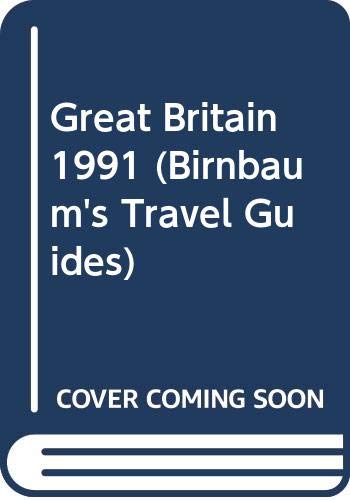 Great Britain
1991 (Birnbau
m's Travel Gu
ides)
COVER COMING SOON